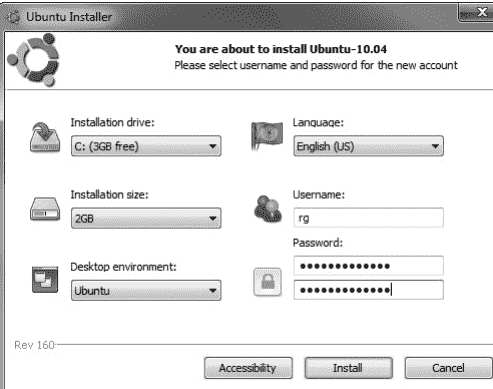 Ubuntu Installer
You are about to install Ubuntu-10.04
Please select username and password for the new account
Installation drive:
C: (3GB free)
Language:
English (US)
Installation size:
2GB
Username:
rg
Password:
•••••••••••••
•••••••••••••
Desktop environment:
Ubuntu
Rev 160
Accessibility
Install
Cancel